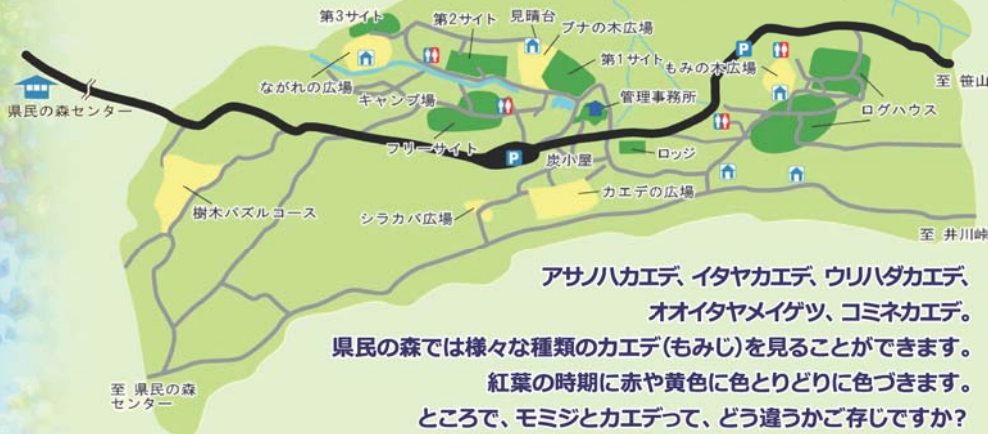 第3サイト
第2サイト
見晴台
ブナの木広場
第1サイト
もみの木広場
P
至 笹山
ながれの広場
キャンプ場
管理事務所
ログハウス
県民の森センター
フリーサイト
P
炭小屋
ロッジ
カエデの広場
樹木パズルコース
シラカバ広場
至 井川峠
至 県民の森
センター
アサノハカエデ、イタヤカエデ、ウリハダカエデ、
オオイタヤメイゲツ、コミネカエデ。
県民の森では様々な種類のカエデ(もみじ)を見ることができます。
紅葉の時期に赤や黄色に色とりどりに色づきます。
ところで、モミジとカエデって、どう違うかご存じですか?